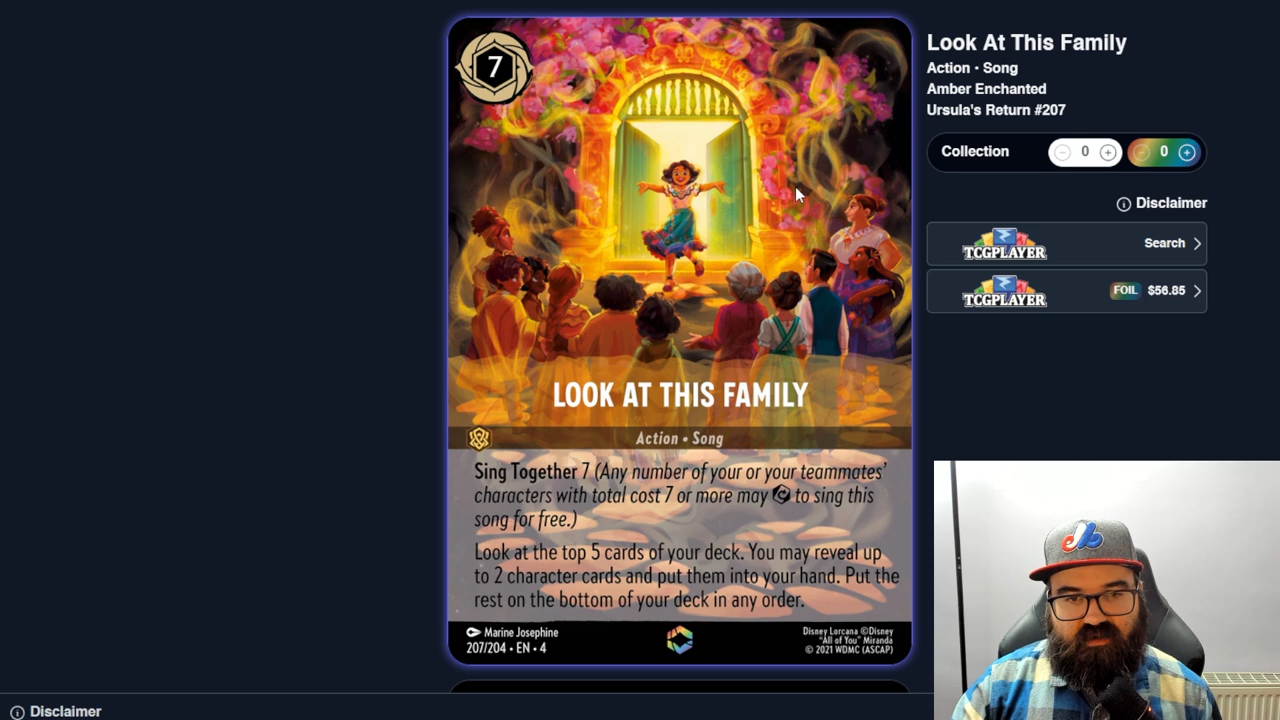 7
LOOK AT THIS FAMILY
Action • Song
Sing Together 7 (Any number of your or your teammates'
characters with total cost 7 or more may to sing this
song for free.)
Look at the top 5 cards of your deck. You may reveal up
to 2 character cards and put them into your hand. Put the
rest on the bottom of your deck in any order.
Marine Josephine
207/204 • EN • 4
Disney Lorcana ©Disney
"All of You" Miranda
© 2021 WDMC (ASCAP)
Look At This Family
Action • Song
Amber Enchanted
Ursula's Return #207
Collection 0 0
Disclaimer
TCGPLAYER Search
TCGPLAYER FOIL $56.85
Disclaimer